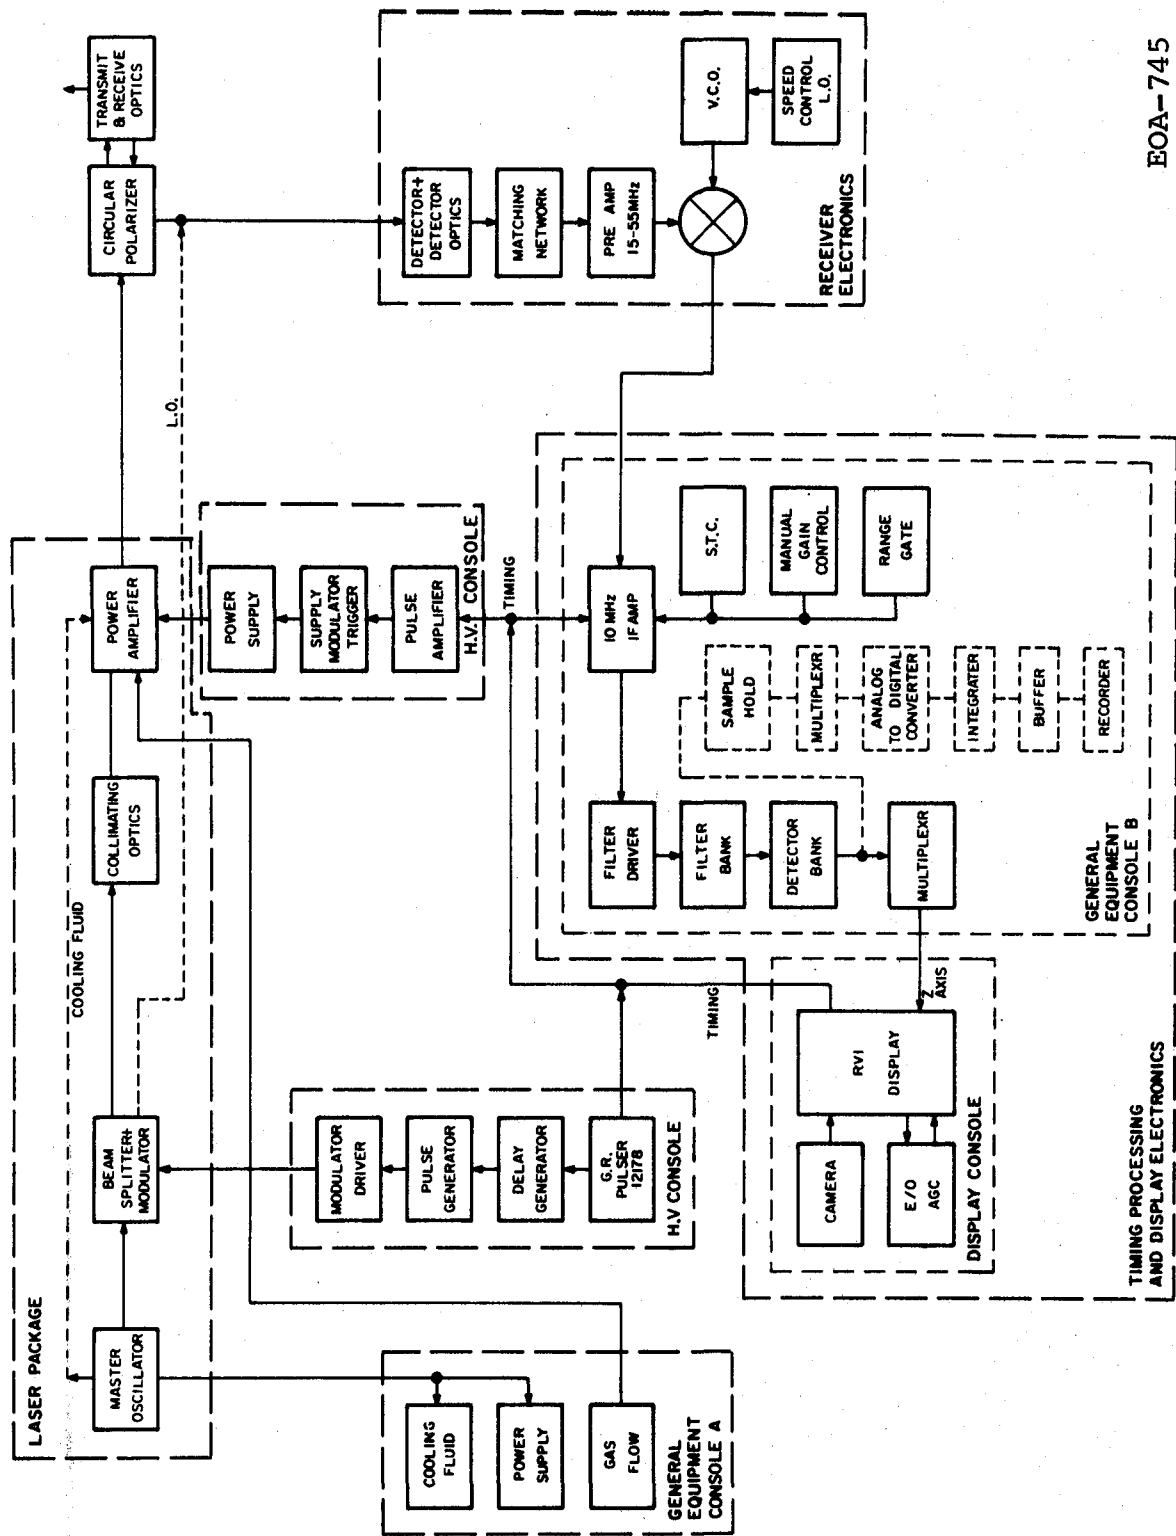 LASER PACKAGE
COOLING FLUID
MASTER
OSCILLATOR
BEAM
SPLITTER+
MODULATOR
COLLIMATING
OPTICS
POWER
AMPLIFIER
CIRCULAR
POLARIZER
TRANSMIT
& RECEIVE
OPTICS
L.O.
COOLING
FLUID
POWER
SUPPLY
GAS
FLOW
GENERAL
EQUIPMENT
CONSOLE A
MODULATOR
DRIVER
PULSE
GENERATOR
DELAY
GENERATOR
G.R.
PULSER
12178
H.V CONSOLE
POWER
SUPPLY
SUPPLY
MODULATOR
TRIGGER
PULSE
AMPLIFIER
H.V. CONSOLE
TIMING
TIMING
DETECTOR+
DETECTOR
OPTICS
MATCHING
NETWORK
PRE AMP
15-55MHz
V.C.O.
SPEED
CONTROL
L.O.
RECEIVER
ELECTRONICS
10 MHz
IF AMP
S.T.C.
MANUAL
GAIN
CONTROL
RANGE
GATE
FILTER
DRIVER
FILTER
BANK
DETECTOR
BANK
MULTIPLEXR
SAMPLE
HOLD
MULTIPLEXR
ANALOG
TO DIGITAL
CONVERTER
INTEGRATER
BUFFER
RECORDER
GENERAL
EQUIPMENT
CONSOLE B
Z
AXIS
RVI
DISPLAY
CAMERA
E/O
AGC
DISPLAY CONSOLE
TIMING PROCESSING
AND DISPLAY ELECTRONICS
EOA-745